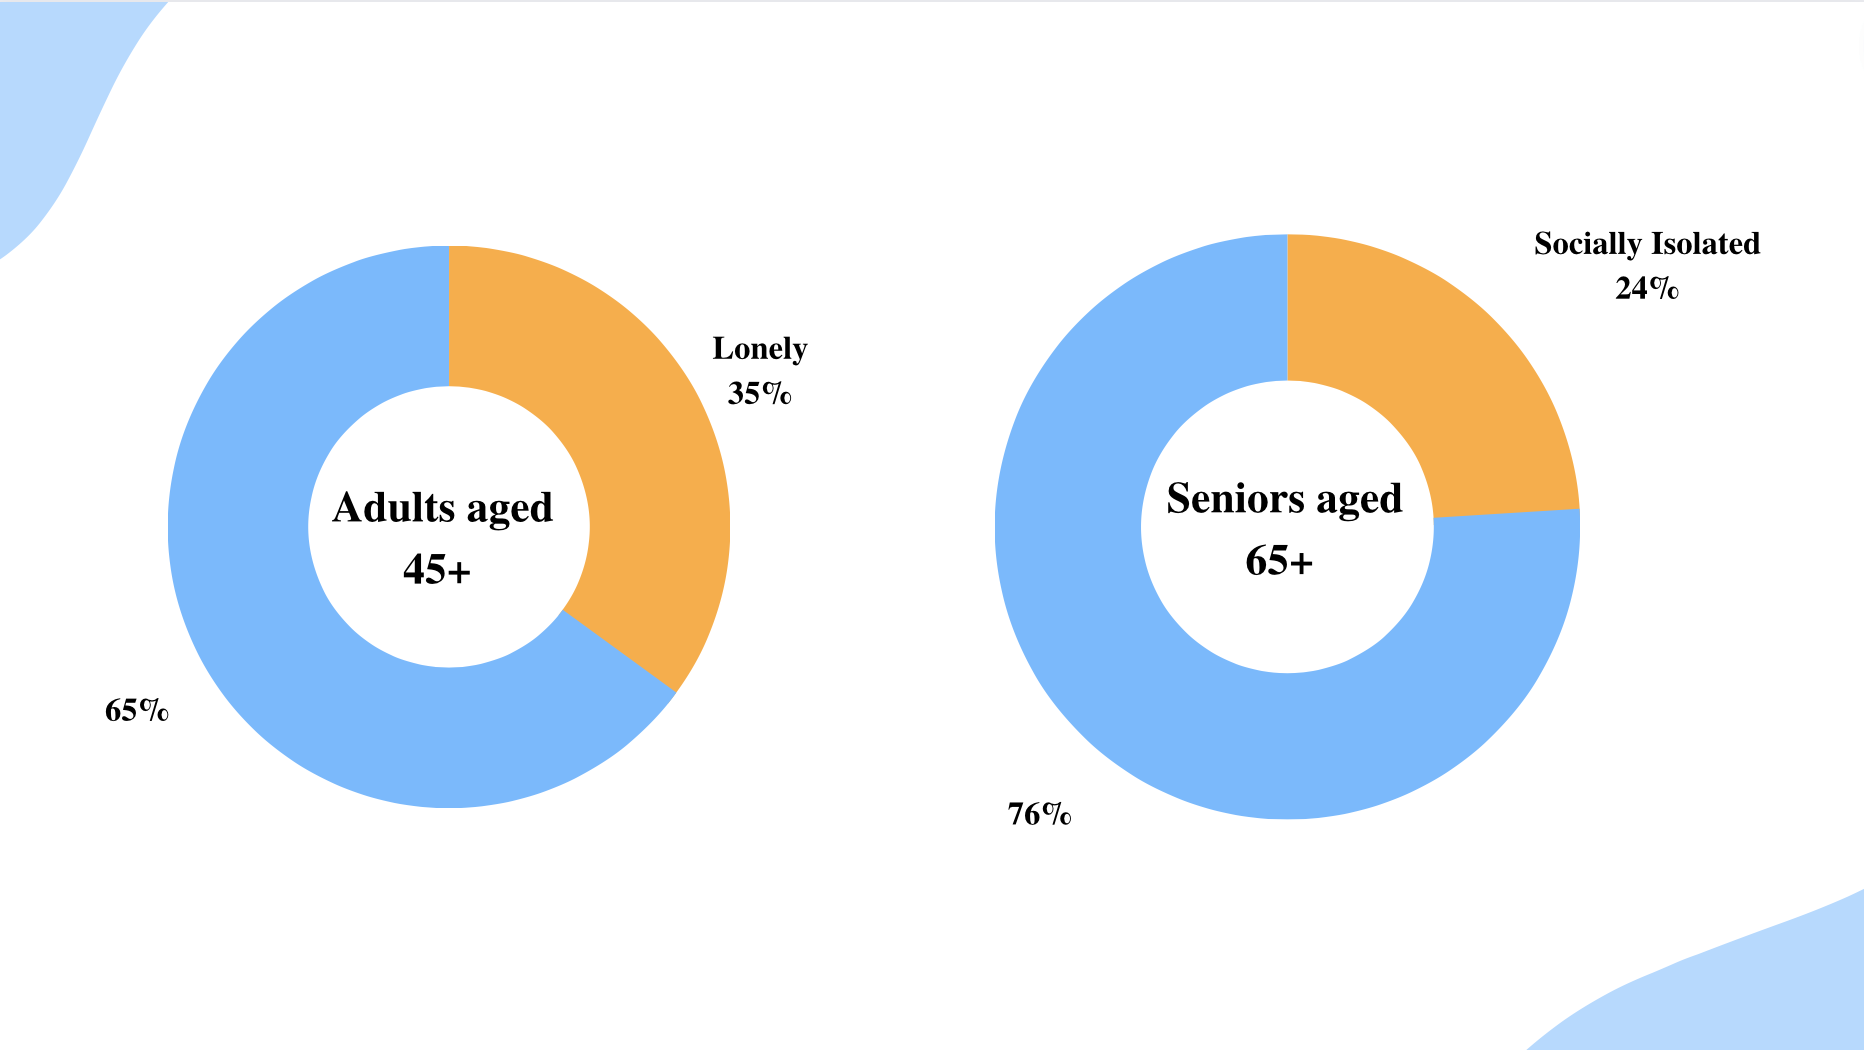 Lonely
35%
Adults aged
45+
65%
Socially Isolated
24%
Seniors aged
65+
76%